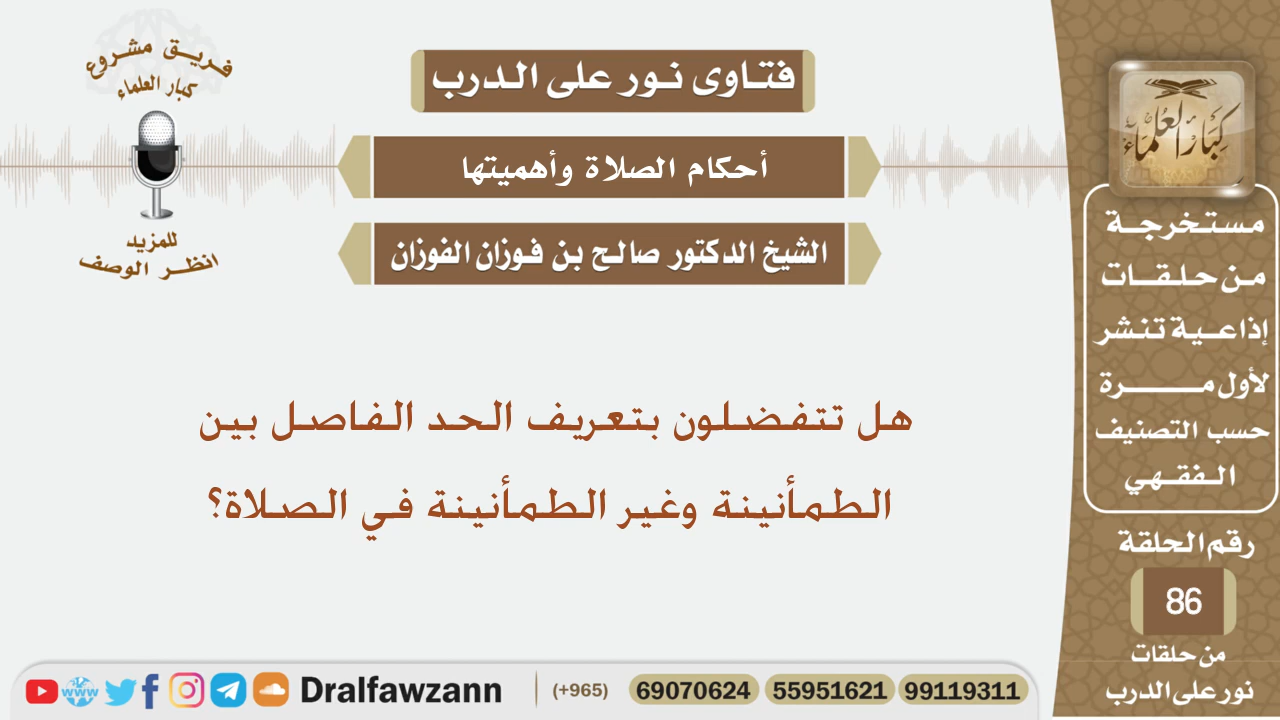 فتاوى نور على الدرب
أحكام الصلاة وأهميتها
الشيخ الدكتور صالح بن فوزان الفوزان
هل تتفضلون بتعريف الحد الفاصل بين
الطمأنينة وغير الطمأنينة في الصلاة؟
فريق مشروع
كبار العلماء
للمزيد
انظر الوصف
كبار العلماء
مستخرجة
من حلقات
إذاعية تنشر
لأول مرة
حسب التصنيف
الفقهي
رقم الحلقة
86
من حلقات
نور على الدرب
www
Dralfawzann
(+965) 69070624 55951621 99119311